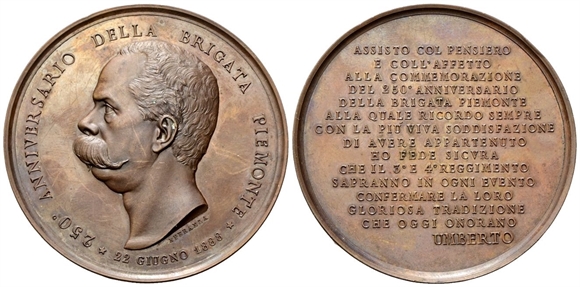 250° ANNIVERSARIO DELLA BRIGATA PIEMONTE
* 22 GIUGNO 1888 *
SPERANZA
ASSISTO COL PENSIERO
E COLL'AFFETTO
ALLA COMMEMORAZIONE
DEL 250° ANNIVERSARIO
DELLA BRIGATA PIEMONTE
ALLA QUALE RICORDO SEMPRE
CON LA PIÙ VIVA SODDISFAZIONE
DI AVERE APPARTENUTO
HO FEDE SICURA
CHE IL 3° E 4° REGGIMENTO
SAPRANNO IN OGNI EVENTO
CONFERMARE LA LORO
GLORIOSA TRADIZIONE
CHE OGGI ONORANO
UMBERTO